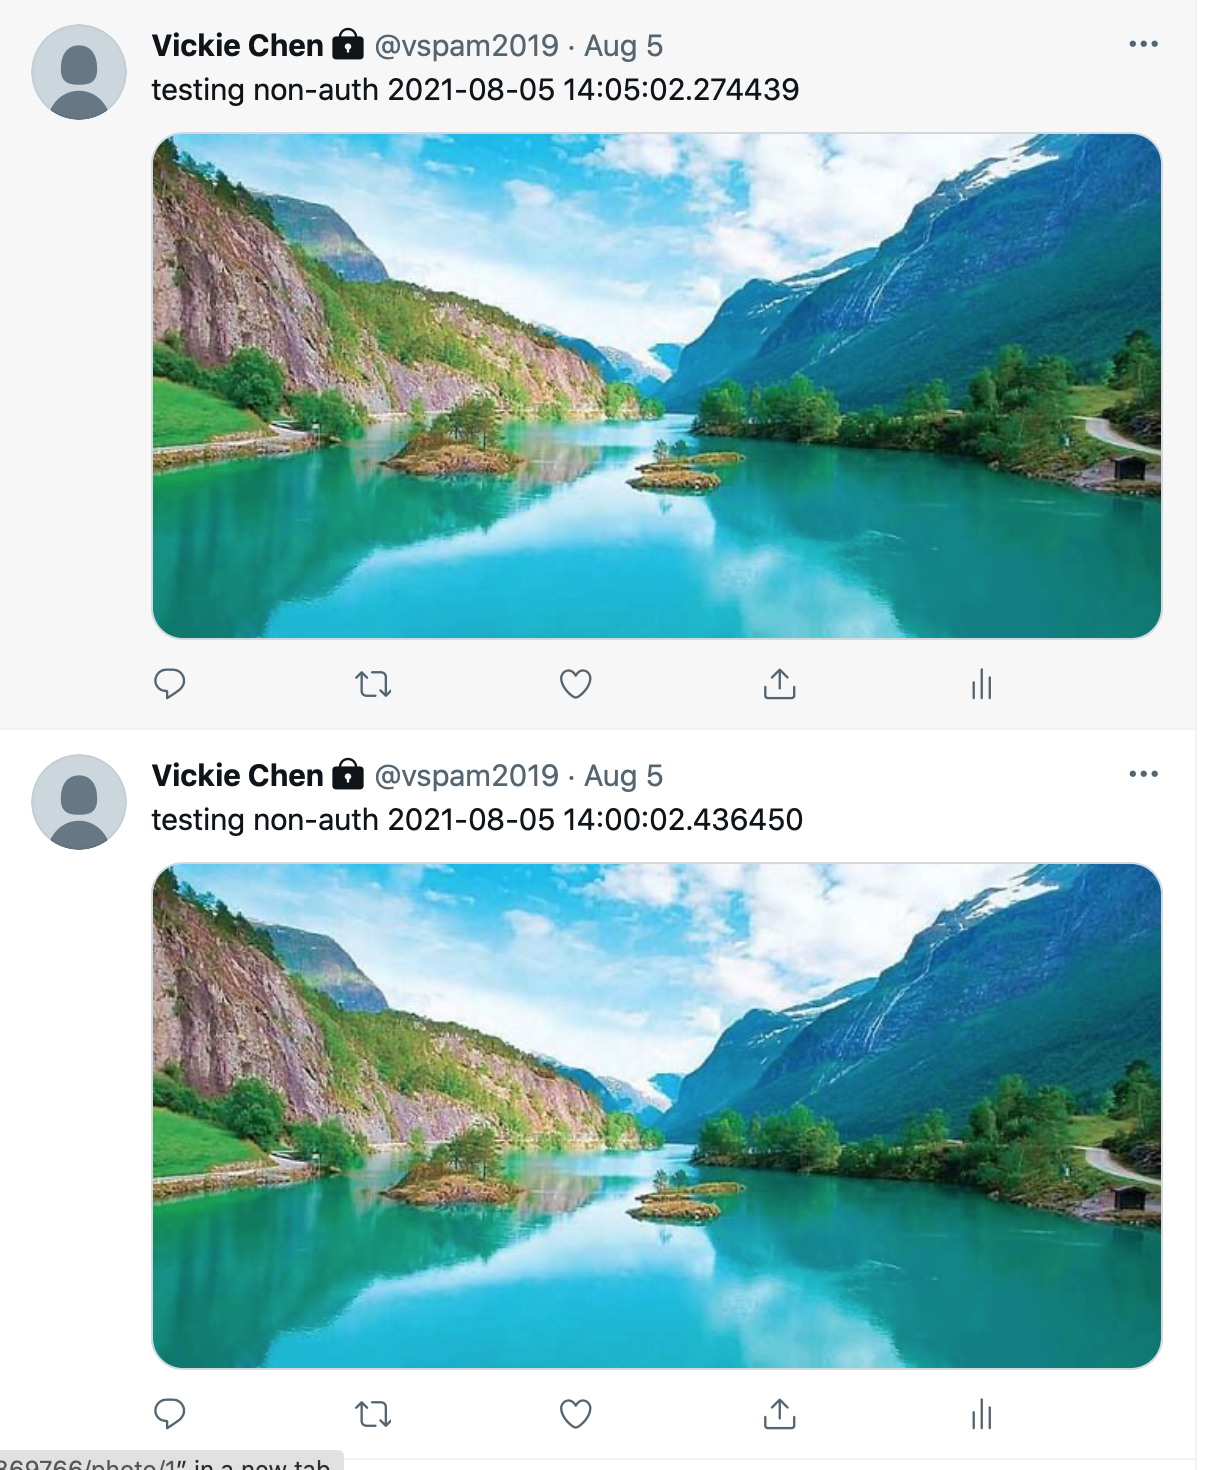 Vickie Chen @vspam2019 · Aug 5
testing non-auth 2021-08-05 14:05:02.274439
Vickie Chen @vspam2019 · Aug 5
testing non-auth 2021-08-05 14:00:02.436450
369766/photo/1” in a new tab